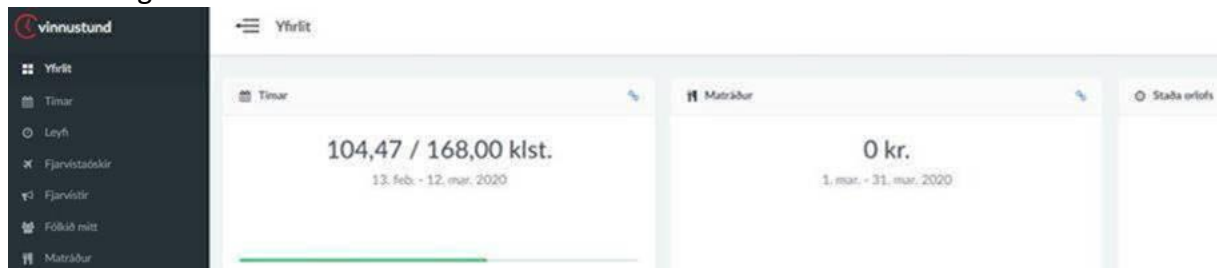 vinnustund
Yfirlit
Yfirlit
Tímar
Leyfi
Fjarvistaóskir
Fjarvistir
Fólkið mitt
Matráður
Tímar
104,47 / 168,00 klst.
13. feb. - 12. mar. 2020
Matráður
0 kr.
1. mar. - 31. mar. 2020
Staða orlofs